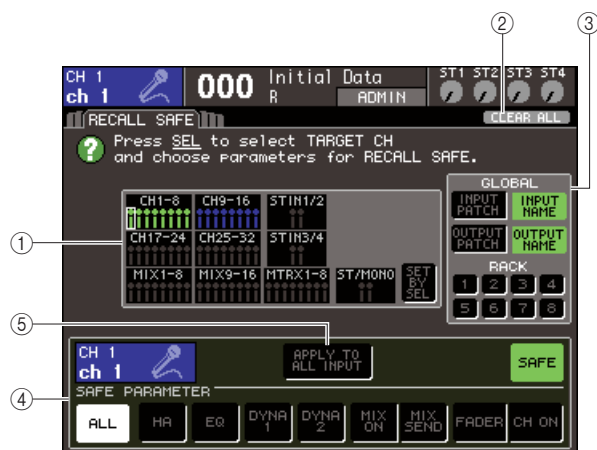 ② ③
CH 1
ch 1
000 Initial Data
R ADMIN
ST1 ST2 ST3 ST4
RECALL SAFE
CLEAR ALL
? Press SEL to select TARGET CH
and choose parameters for RECALL SAFE.
①
CH1-8 CH9-16 STIN1/2
CH17-24 CH25-32 STIN3/4
MIX1-8 MIX9-16 MTRX1-8 ST/MONO
SET
BY
SEL
GLOBAL
INPUT
PATCH
INPUT
NAME
OUTPUT
PATCH
OUTPUT
NAME
RACK
1 2 3 4
5 6 7 8
⑤
④
CH 1
ch 1
APPLY TO
ALL INPUT
SAFE
SAFE PARAMETER
ALL
HA
EQ
DYNA
1
DYNA
2
MIX
ON
MIX
SEND
FADER
CH ON